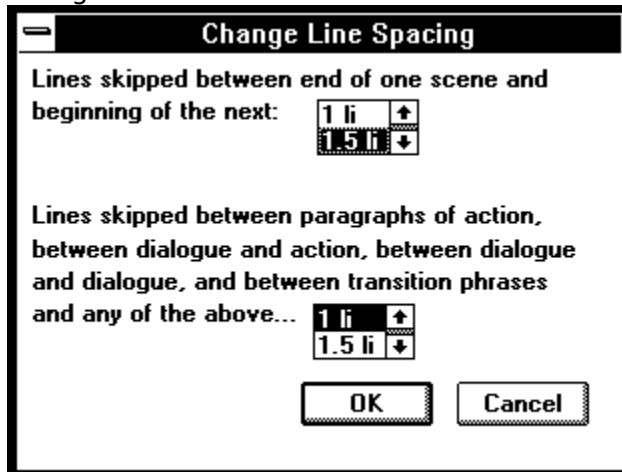 Change Line Spacing
Lines skipped between end of one scene and
beginning of the next:
1 li
1.5 li
Lines skipped between paragraphs of action,
between dialogue and action, between dialogue
and dialogue, and between transition phrases
and any of the above...
1 li
1.5 li
OK Cancel